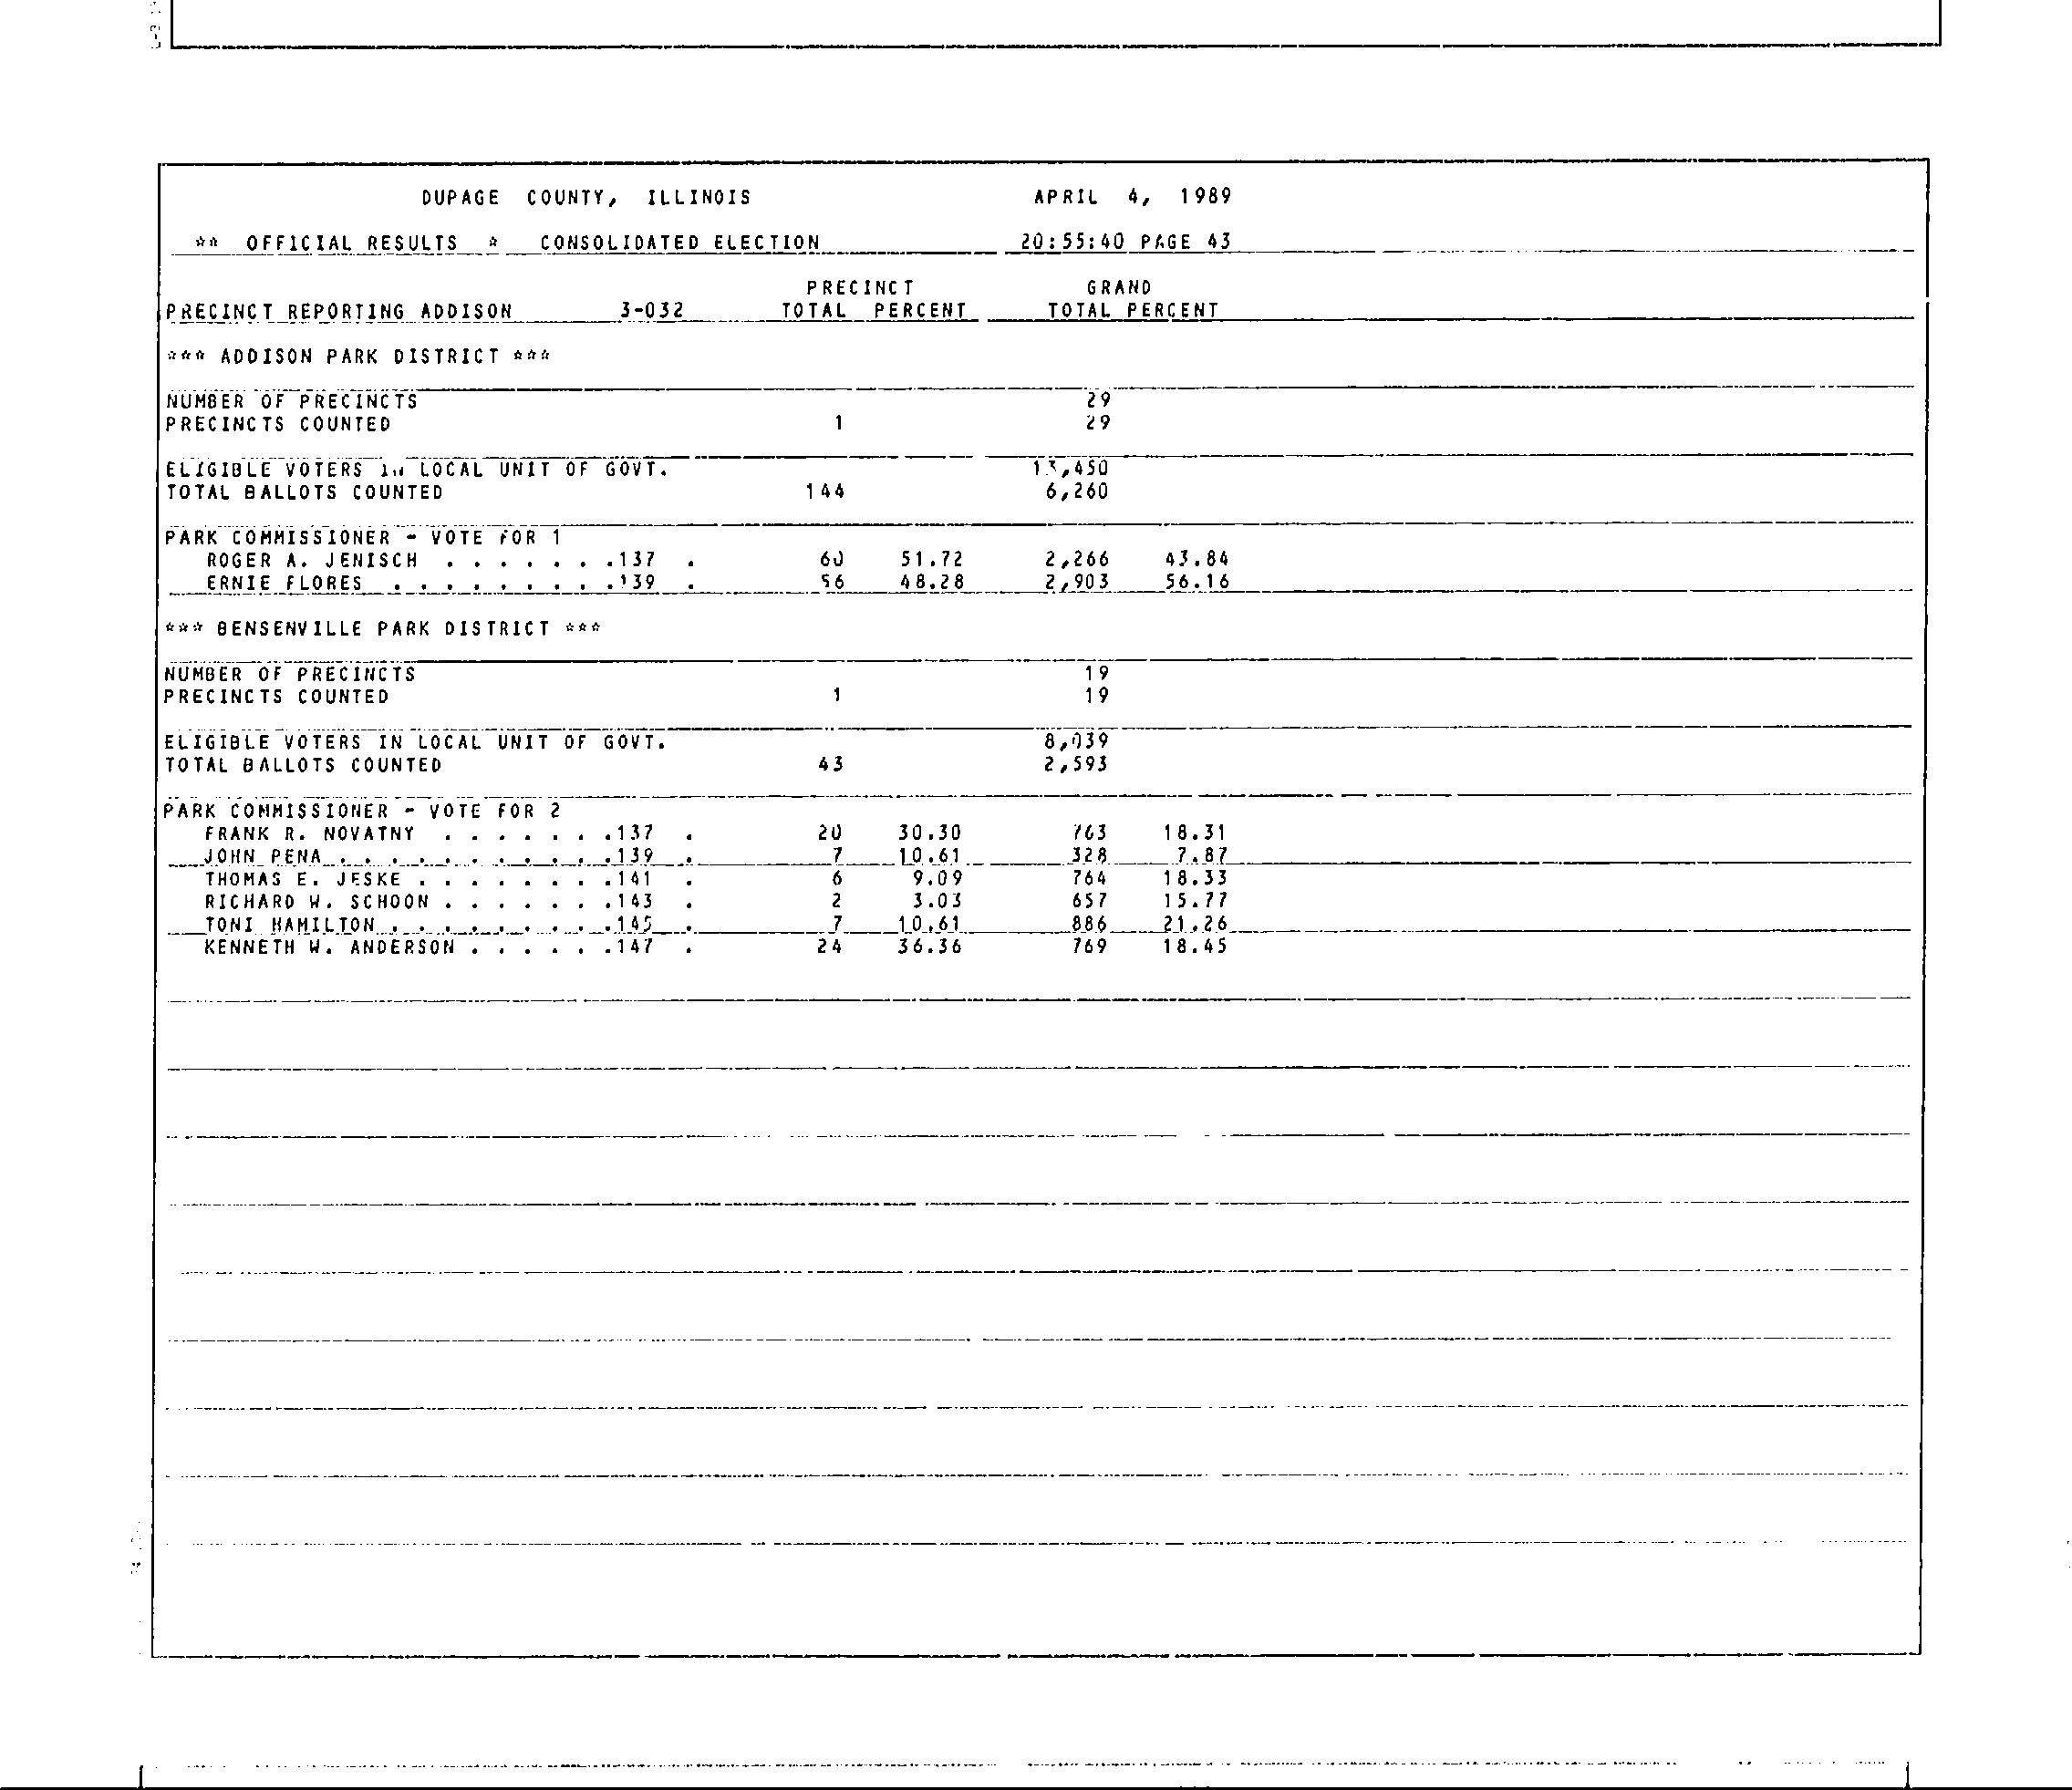 DUPAGE COUNTY, ILLINOIS APRIL 4, 1989
** OFFICIAL RESULTS * CONSOLIDATED ELECTION 20:55:40 PAGE 43
PRECINCT GRAND
PRECINCT REPORTING ADDISON 3-032 TOTAL PERCENT TOTAL PERCENT
*** ADDISON PARK DISTRICT ***
NUMBER OF PRECINCTS 29
PRECINCTS COUNTED 1 29
ELIGIBLE VOTERS IN LOCAL UNIT OF GOVT. 13,450
TOTAL BALLOTS COUNTED 144 6,260
PARK COMMISSIONER - VOTE FOR 1
ROGER A. JENISCH . . . . . . .137 . 60 51.72 2,266 43.84
ERNIE FLORES . . . . . . . . .139 . 56 48.28 2,903 56.16
*** BENSENVILLE PARK DISTRICT ***
NUMBER OF PRECINCTS 19
PRECINCTS COUNTED 1 19
ELIGIBLE VOTERS IN LOCAL UNIT OF GOVT. 8,039
TOTAL BALLOTS COUNTED 43 2,593
PARK COMMISSIONER - VOTE FOR 2
FRANK R. NOVATNY . . . . . . .137 . 20 30.30 763 18.31
JOHN PENA . . . . . . . . . . .139 . 7 10.61 328 7.87
THOMAS E. JESKE . . . . . . . .141 . 6 9.09 764 18.33
RICHARD W. SCHOON . . . . . . .143 . 2 3.03 657 15.77
TONI HAMILTON . . . . . . . . .145 . 7 10.61 886 21.26
KENNETH W. ANDERSON . . . . . .147 . 24 36.36 769 18.45